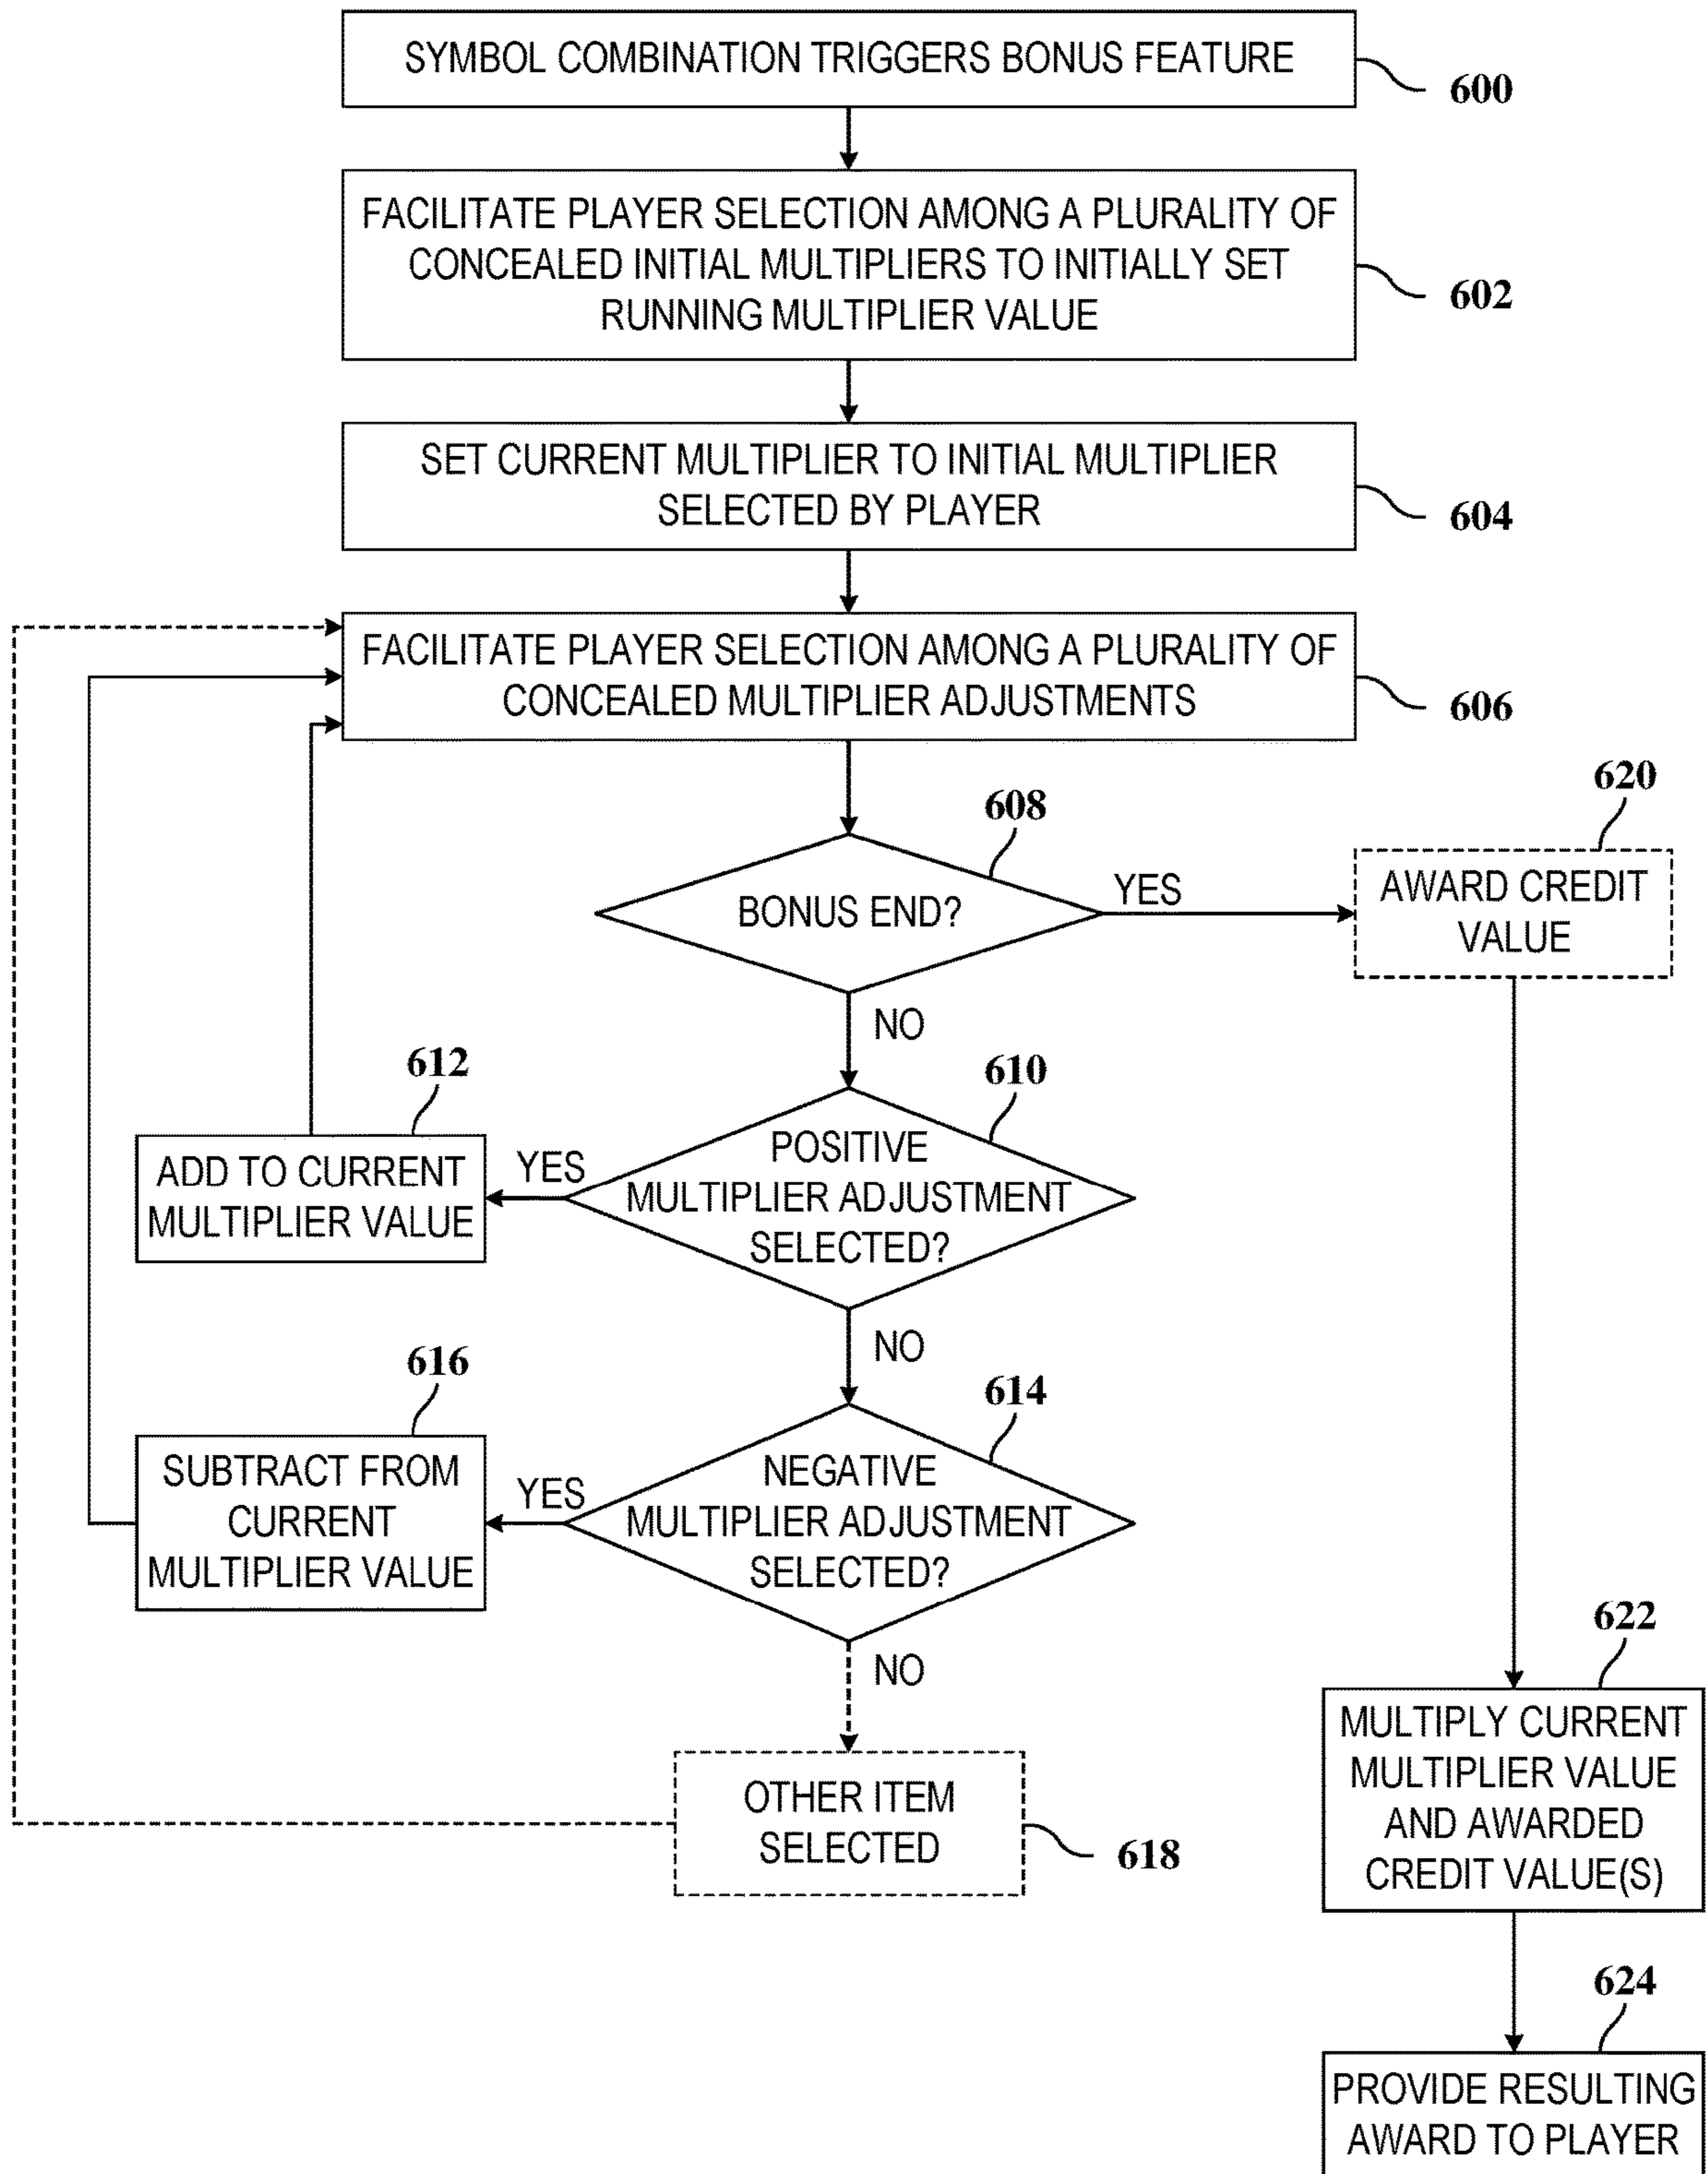 SYMBOL COMBINATION TRIGGERS BONUS FEATURE
600
FACILITATE PLAYER SELECTION AMONG A PLURALITY OF
CONCEALED INITIAL MULTIPLIERS TO INITIALLY SET
RUNNING MULTIPLIER VALUE
602
SET CURRENT MULTIPLIER TO INITIAL MULTIPLIER
SELECTED BY PLAYER
604
FACILITATE PLAYER SELECTION AMONG A PLURALITY OF
CONCEALED MULTIPLIER ADJUSTMENTS
606
608
BONUS END?
YES
620
AWARD CREDIT
VALUE
NO
610
POSITIVE
MULTIPLIER ADJUSTMENT
SELECTED?
YES
612
ADD TO CURRENT
MULTIPLIER VALUE
NO
614
NEGATIVE
MULTIPLIER ADJUSTMENT
SELECTED?
YES
616
SUBTRACT FROM
CURRENT
MULTIPLIER VALUE
NO
OTHER ITEM
SELECTED
618
622
MULTIPLY CURRENT
MULTIPLIER VALUE
AND AWARDED
CREDIT VALUE(S)
624
PROVIDE RESULTING
AWARD TO PLAYER